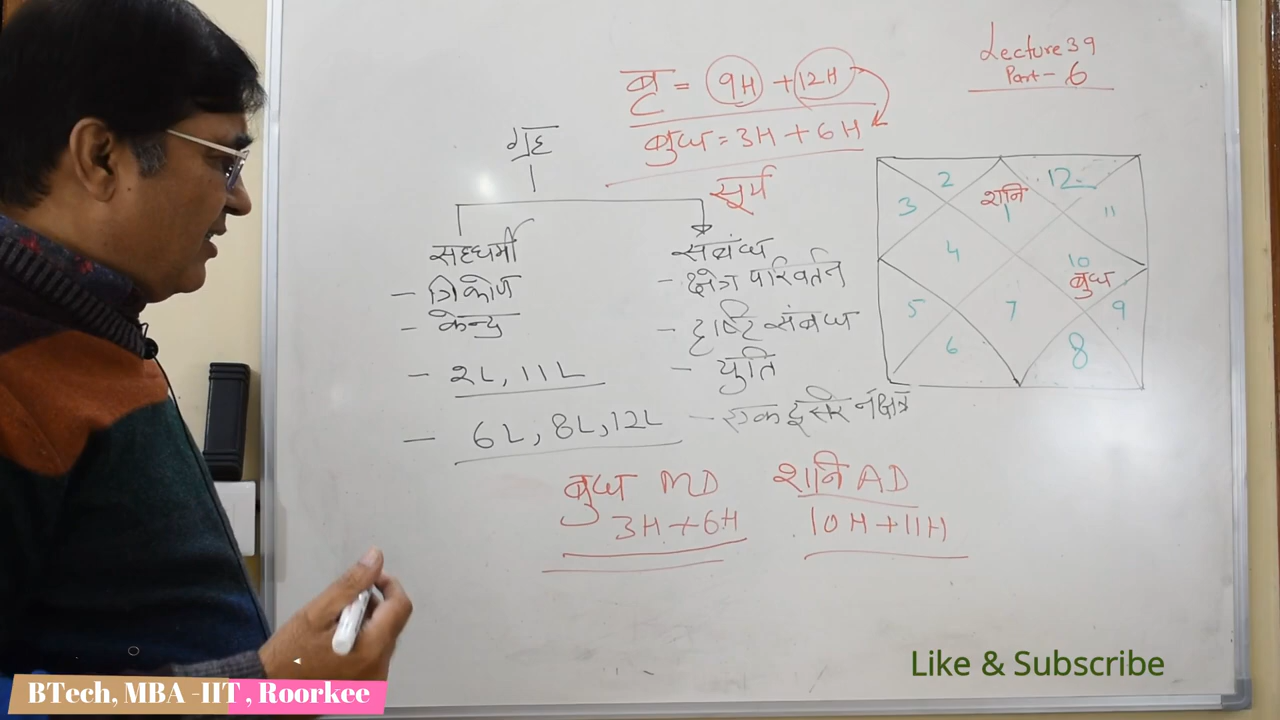 Lecture 39
Part- 6
बृ = 9H + 12H
बुध = 3H + 6H
सूर्य
ग्रह
सहधर्मी
- त्रिकोण
- केन्द्र
- 2L, 11L
- 6L, 8L, 12L
संबंध
- क्षेत्र परिवर्तन
- दृष्टि संबंध
- युति
- एक दूसरे नक्षत्र
2
शनि
1
12
3
11
4
10
बुध
5
7
9
6
8
बुध MD
3H + 6H
शनि AD
10H + 11H
Like & Subscribe
BTech, MBA -IIT , Roorkee